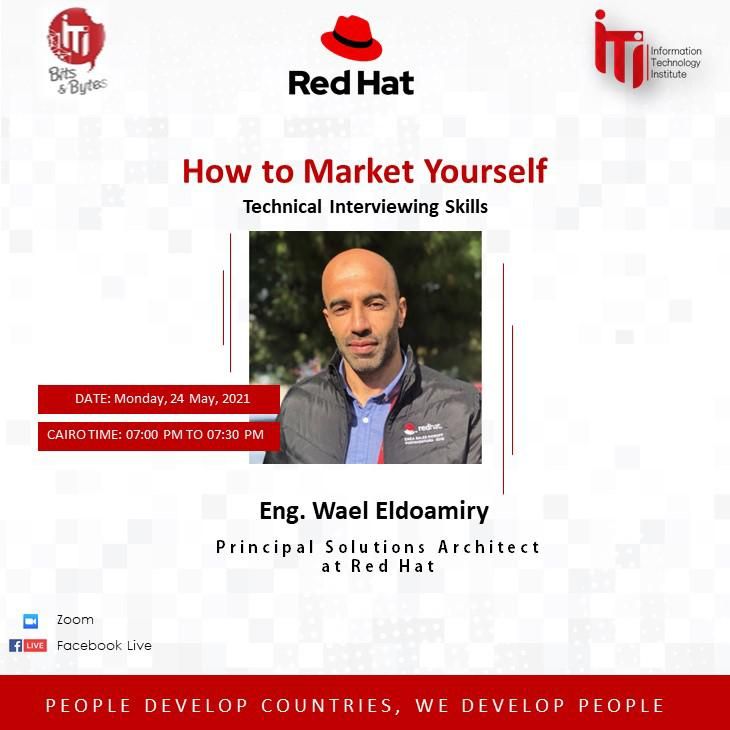 iTi
Bits
& Bytes
Red Hat
iTi
Information
Technology
Institute
How to Market Yourself
Technical Interviewing Skills
redhat.
DATE: Monday, 24 May, 2021
CAIRO TIME: 07:00 PM TO 07:30 PM
Eng. Wael Eldoamiry
Principal Solutions Architect
at Red Hat
Zoom
f LIVE Facebook Live
PEOPLE DEVELOP COUNTRIES, WE DEVELOP PEOPLE